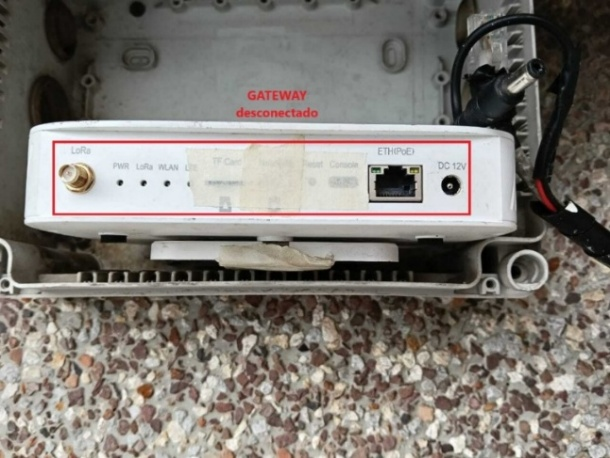 GATEWAY
desconectado
LoRa
ETH(PoE)
PWR LoRa WLAN TF Card Reset Console DC 12V